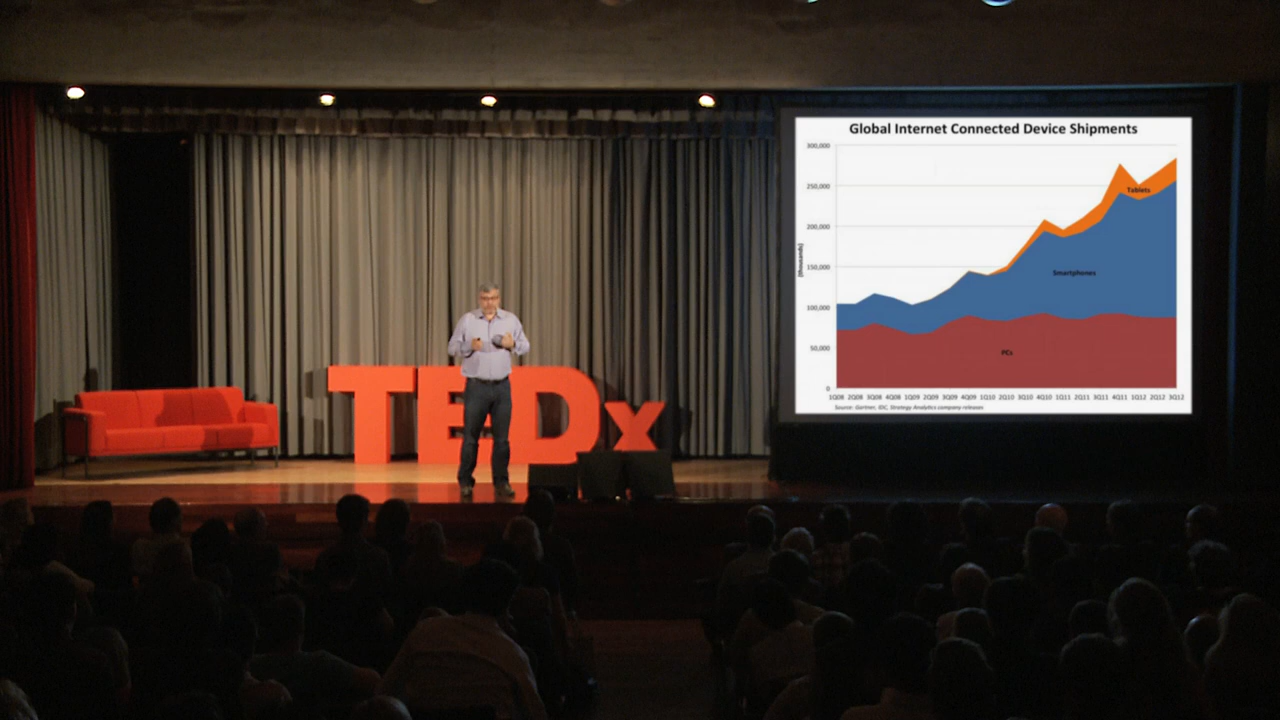 TEDx
Global Internet Connected Device Shipments
300,000
250,000
200,000
150,000
100,000
50,000
0
(thousands)
Tablets
Smartphones
PCs
1Q08 2Q08 3Q08 4Q08 1Q09 2Q09 3Q09 4Q09 1Q10 2Q10 3Q10 4Q10 1Q11 2Q11 3Q11 4Q11 1Q12 2Q12 3Q12
Source: Gartner, IDC, Strategy Analytics company releases